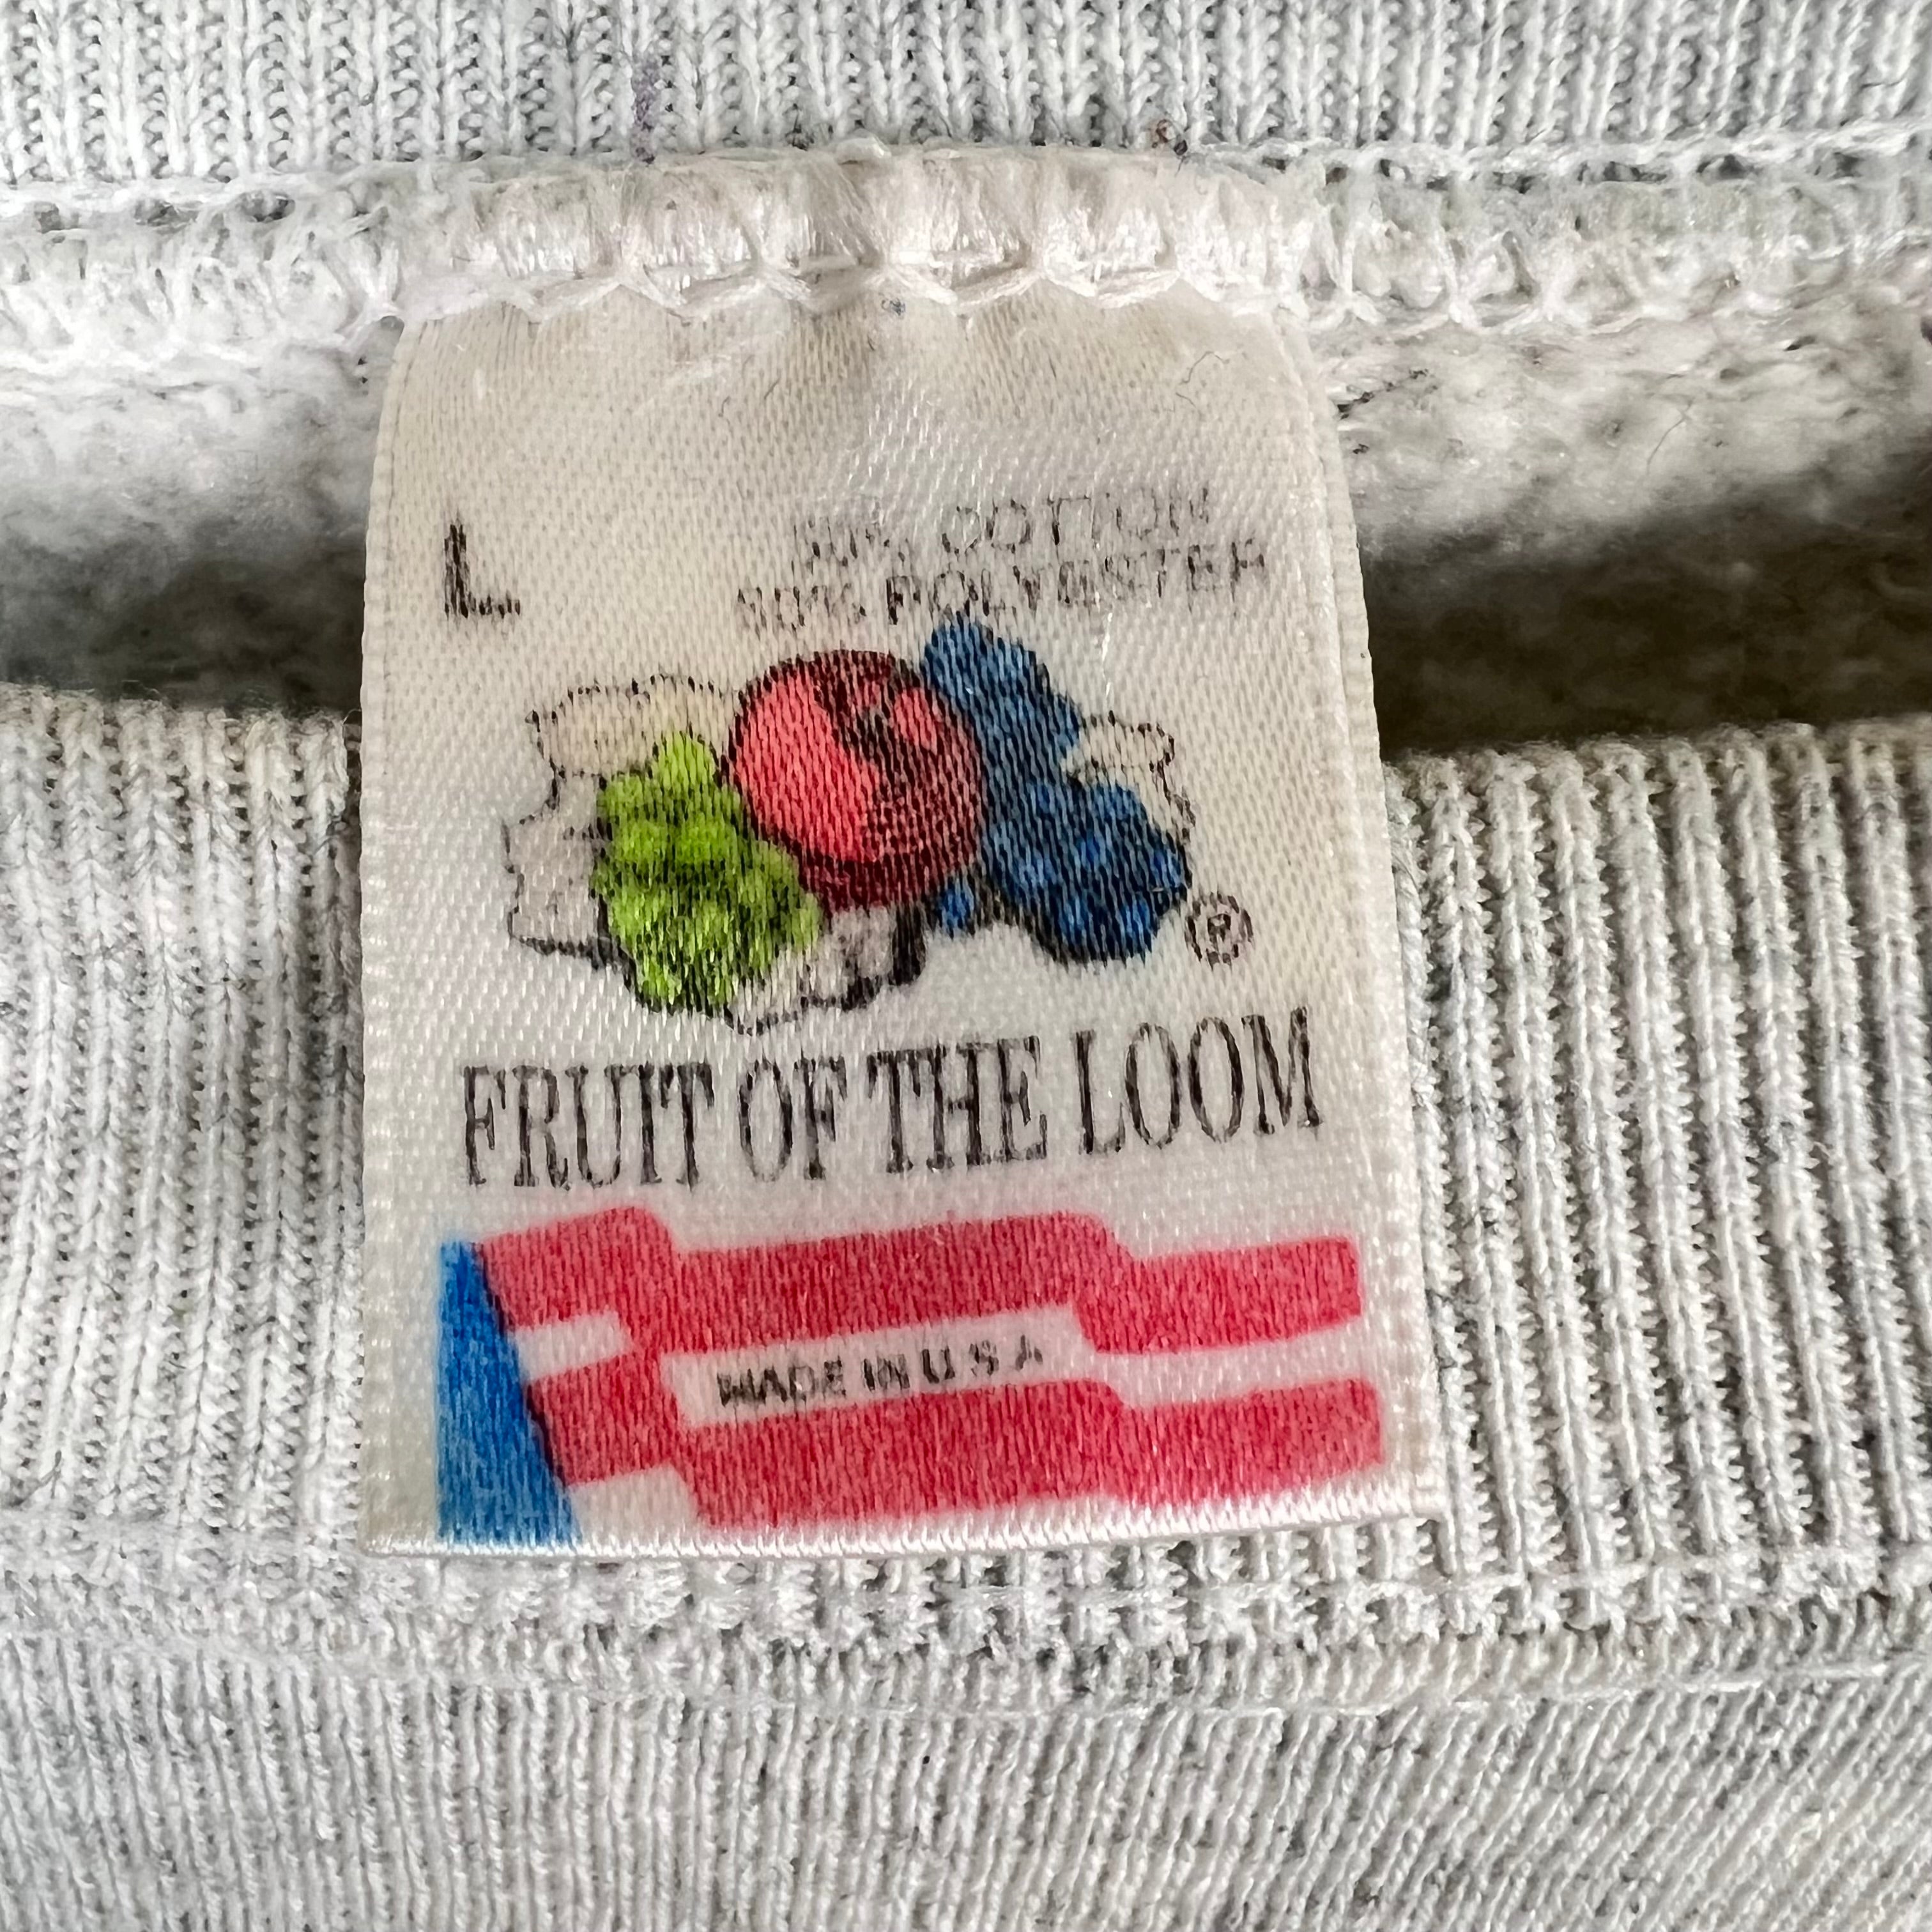 L
50% COTTON
50% POLYESTER
®
FRUIT OF THE LOOM
MADE IN U S A